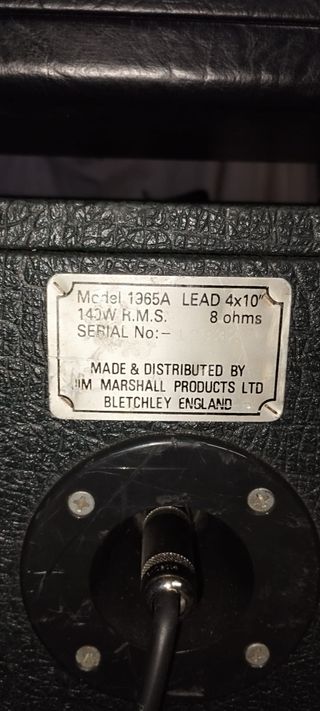 Model 1965A LEAD 4x10"
140W R.M.S. 8 ohms
SERIAL No:-
MADE & DISTRIBUTED BY
JIM MARSHALL PRODUCTS LTD
BLETCHLEY ENGLAND